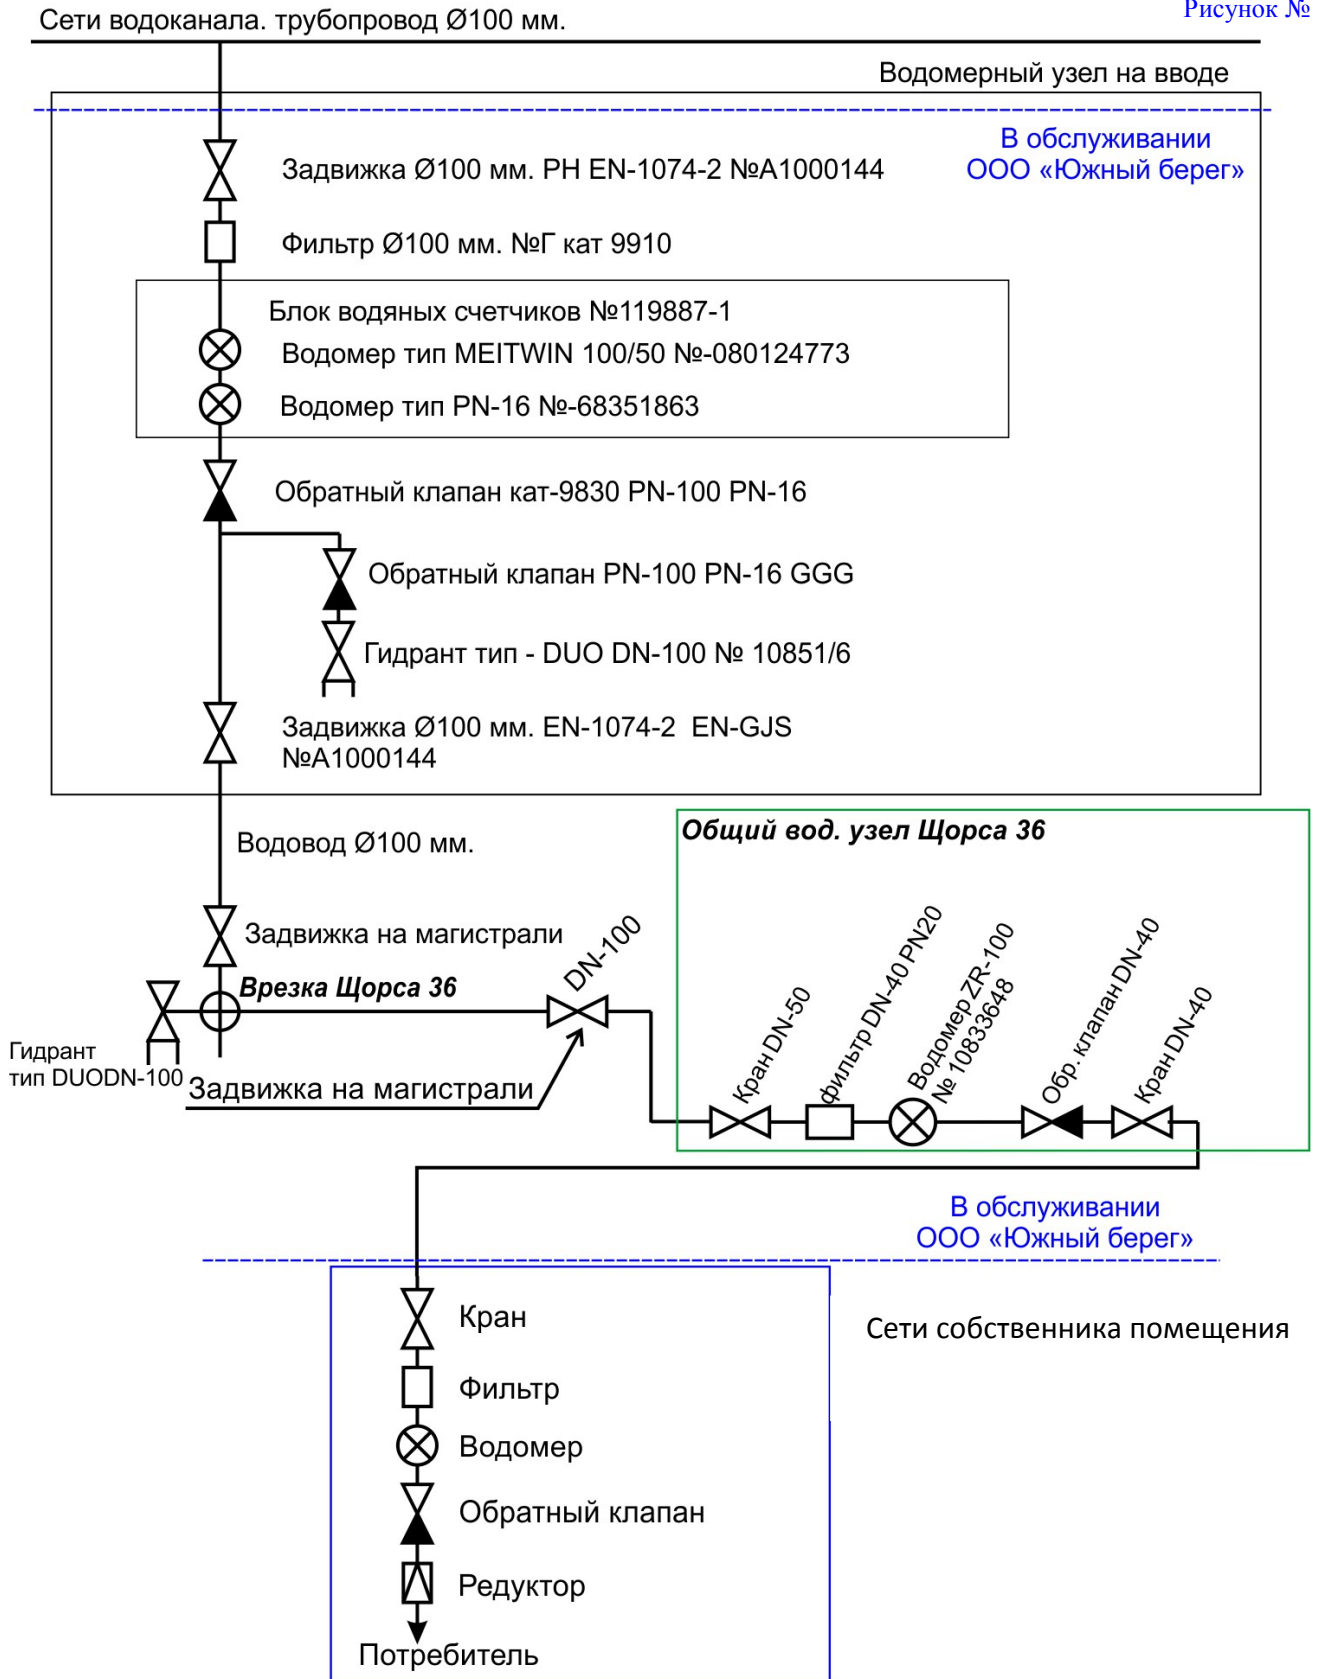 Рисунок №
Сети водоканала. трубопровод Ø100 мм.
Водомерный узел на вводе
В обслуживании
ООО «Южный берег»
Задвижка Ø100 мм. PH EN-1074-2 №A1000144
Фильтр Ø100 мм. №Г кат 9910
Блок водяных счетчиков №119887-1
Водомер тип MEITWIN 100/50 №-080124773
Водомер тип PN-16 №-68351863
Обратный клапан кат-9830 PN-100 PN-16
Обратный клапан PN-100 PN-16 GGG
Гидрант тип - DUO DN-100 № 10851/6
Задвижка Ø100 мм. EN-1074-2 EN-GJS
№A1000144
Водовод Ø100 мм.
Общий вод. узел Щорса 36
Задвижка на магистрали
DN-100
Врезка Щорса 36
Гидрант
тип DUODN-100
Задвижка на магистрали
Кран DN-50
фильтр DN-40 PN20
Водомер ZR-100
№ 10833648
Обр. клапан DN-40
Кран DN-40
В обслуживании
ООО «Южный берег»
Кран
Сети собственника помещения
Фильтр
Водомер
Обратный клапан
Редуктор
Потребитель